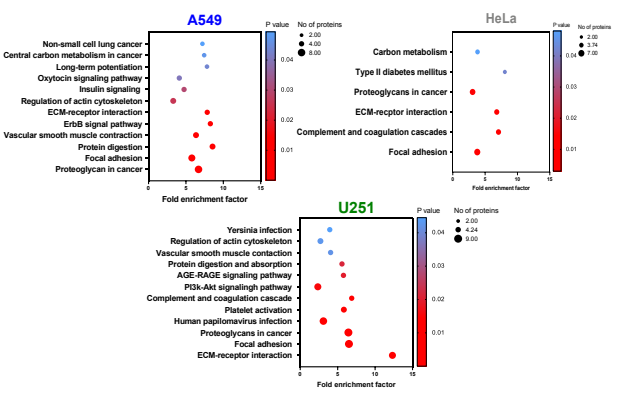 A549
P value
No of proteins
2.00
4.00
8.00
Non-small cell lung cancer
Central carbon metabolism in cancer
Long-term potentiation
Oxytocin signaling pathway
Insulin signaling
Regulation of actin cytoskeleton
ECM-receptor interaction
ErbB signal pathway
Vascular smooth muscle contraction
Protein digestion
Focal adhesion
Proteoglycan in cancer
0.04
0.03
0.02
0.01
0 5 10 15
Fold enrichment factor
HeLa
P value
No of proteins
2.00
3.74
7.00
Carbon metabolism
Type II diabetes mellitus
Proteoglycans in cancer
ECM-recptor interaction
Complement and coagulation cascades
Focal adhesion
0.04
0.03
0.02
0.01
0 5 10 15
Fold enrichment factor
U251
P value
No of proteins
2.00
4.24
9.00
Yersinia infection
Regulation of actin cytoskeleton
Vascular smooth muscle contaction
Protein digestion and absorption
AGE-RAGE signaling pathway
PI3k-Akt signalingh pathway
Complement and coagulation cascade
Platelet activation
Human papilomavirus infection
Proteoglycans in cancer
Focal adhesion
ECM-receptor interaction
0.04
0.03
0.02
0.01
0 5 10 15
Fold enrichment factor